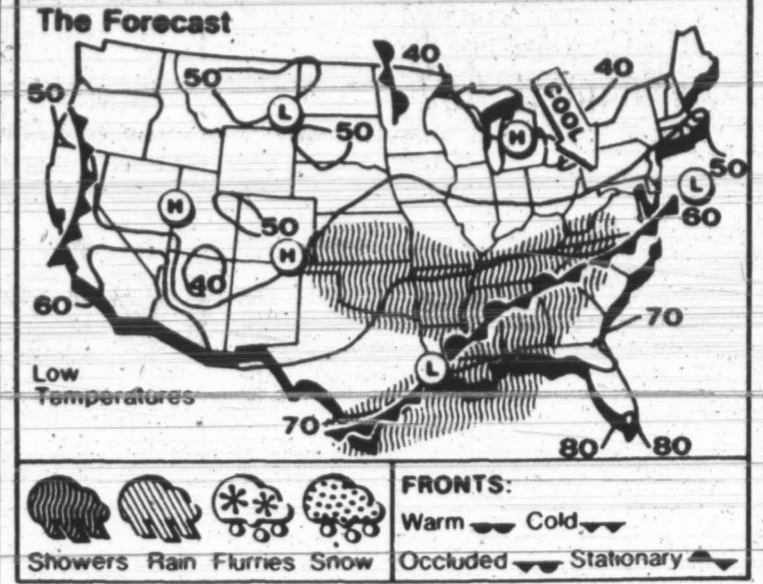 The Forecast
40
50
40
COOL
50
L
50
H
50
L
H
60
50
H
40
60
70
L
Low
Temperatures
70
80
80
FRONTS:
Warm
Cold
Showers
Rain
Flurries
Snow
Occluded
Stationary